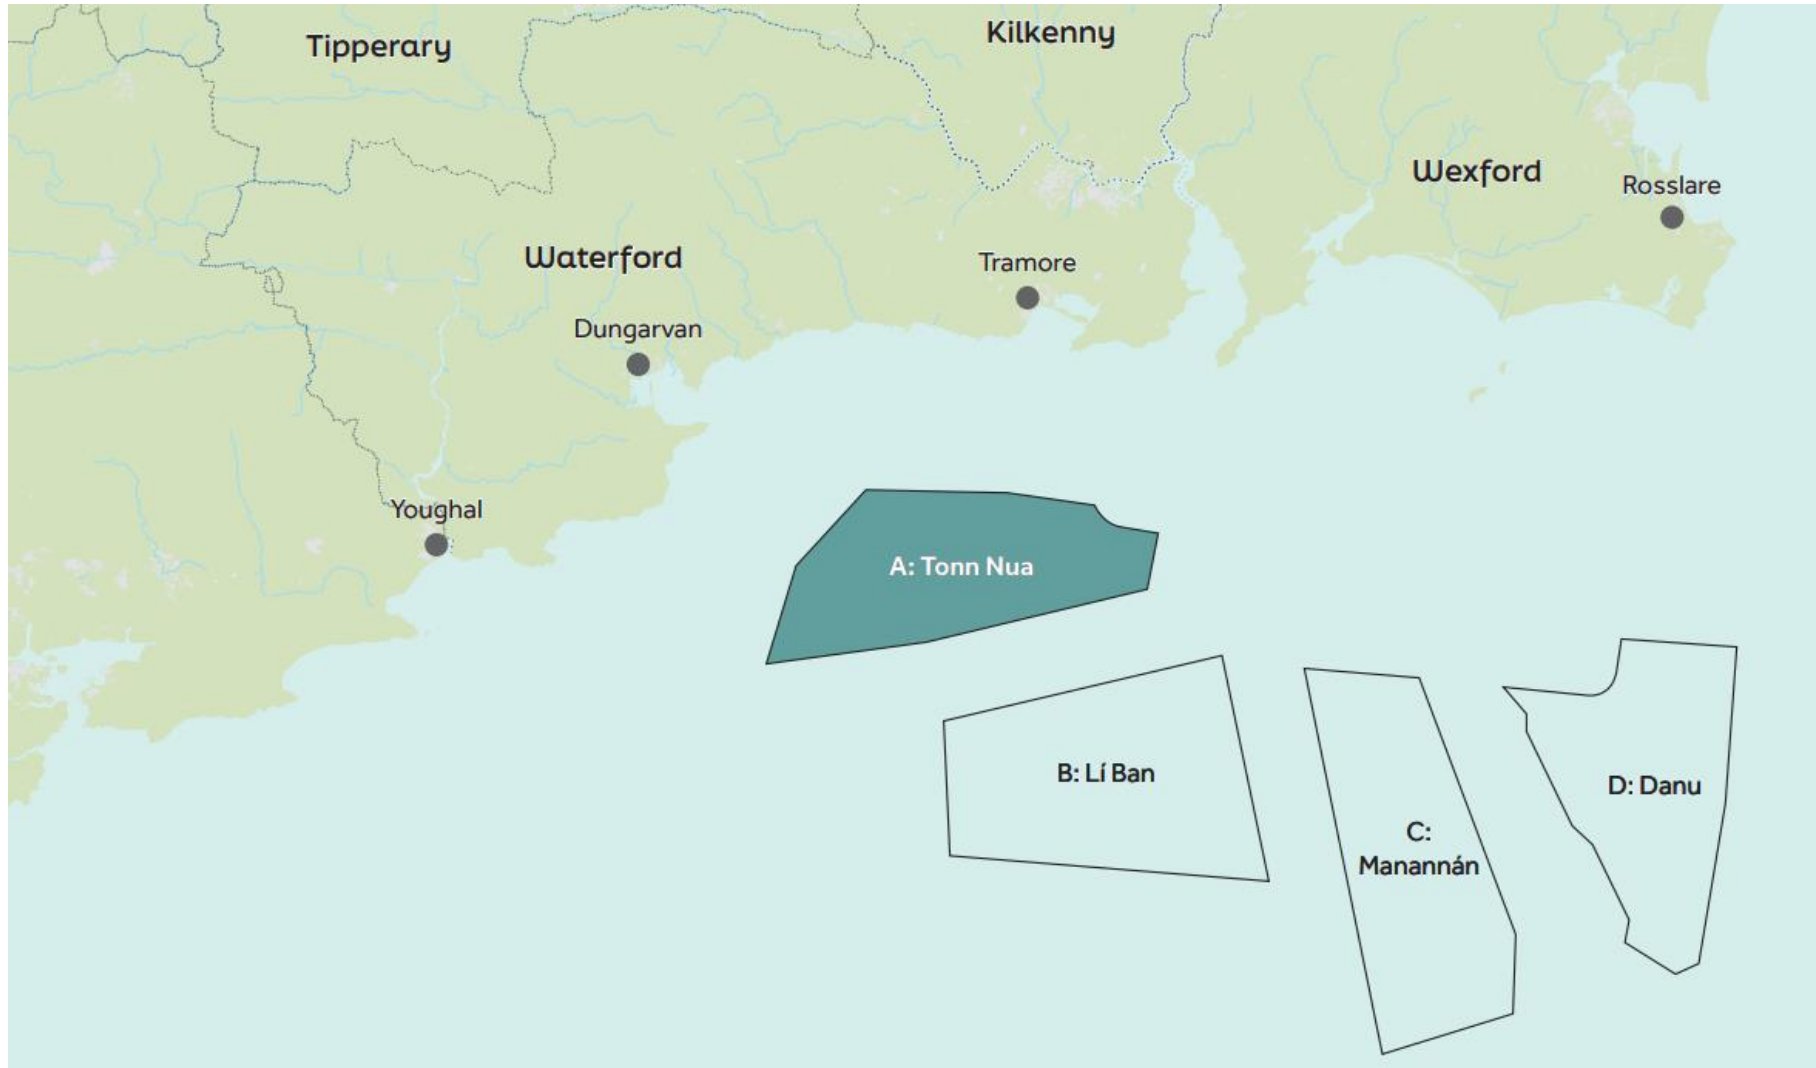 Tipperary
Kilkenny
Wexford
Rosslare
Waterford
Tramore
Dungarvan
Youghal
A: Tonn Nua
B: Lí Ban
C:
Manannán
D: Danu